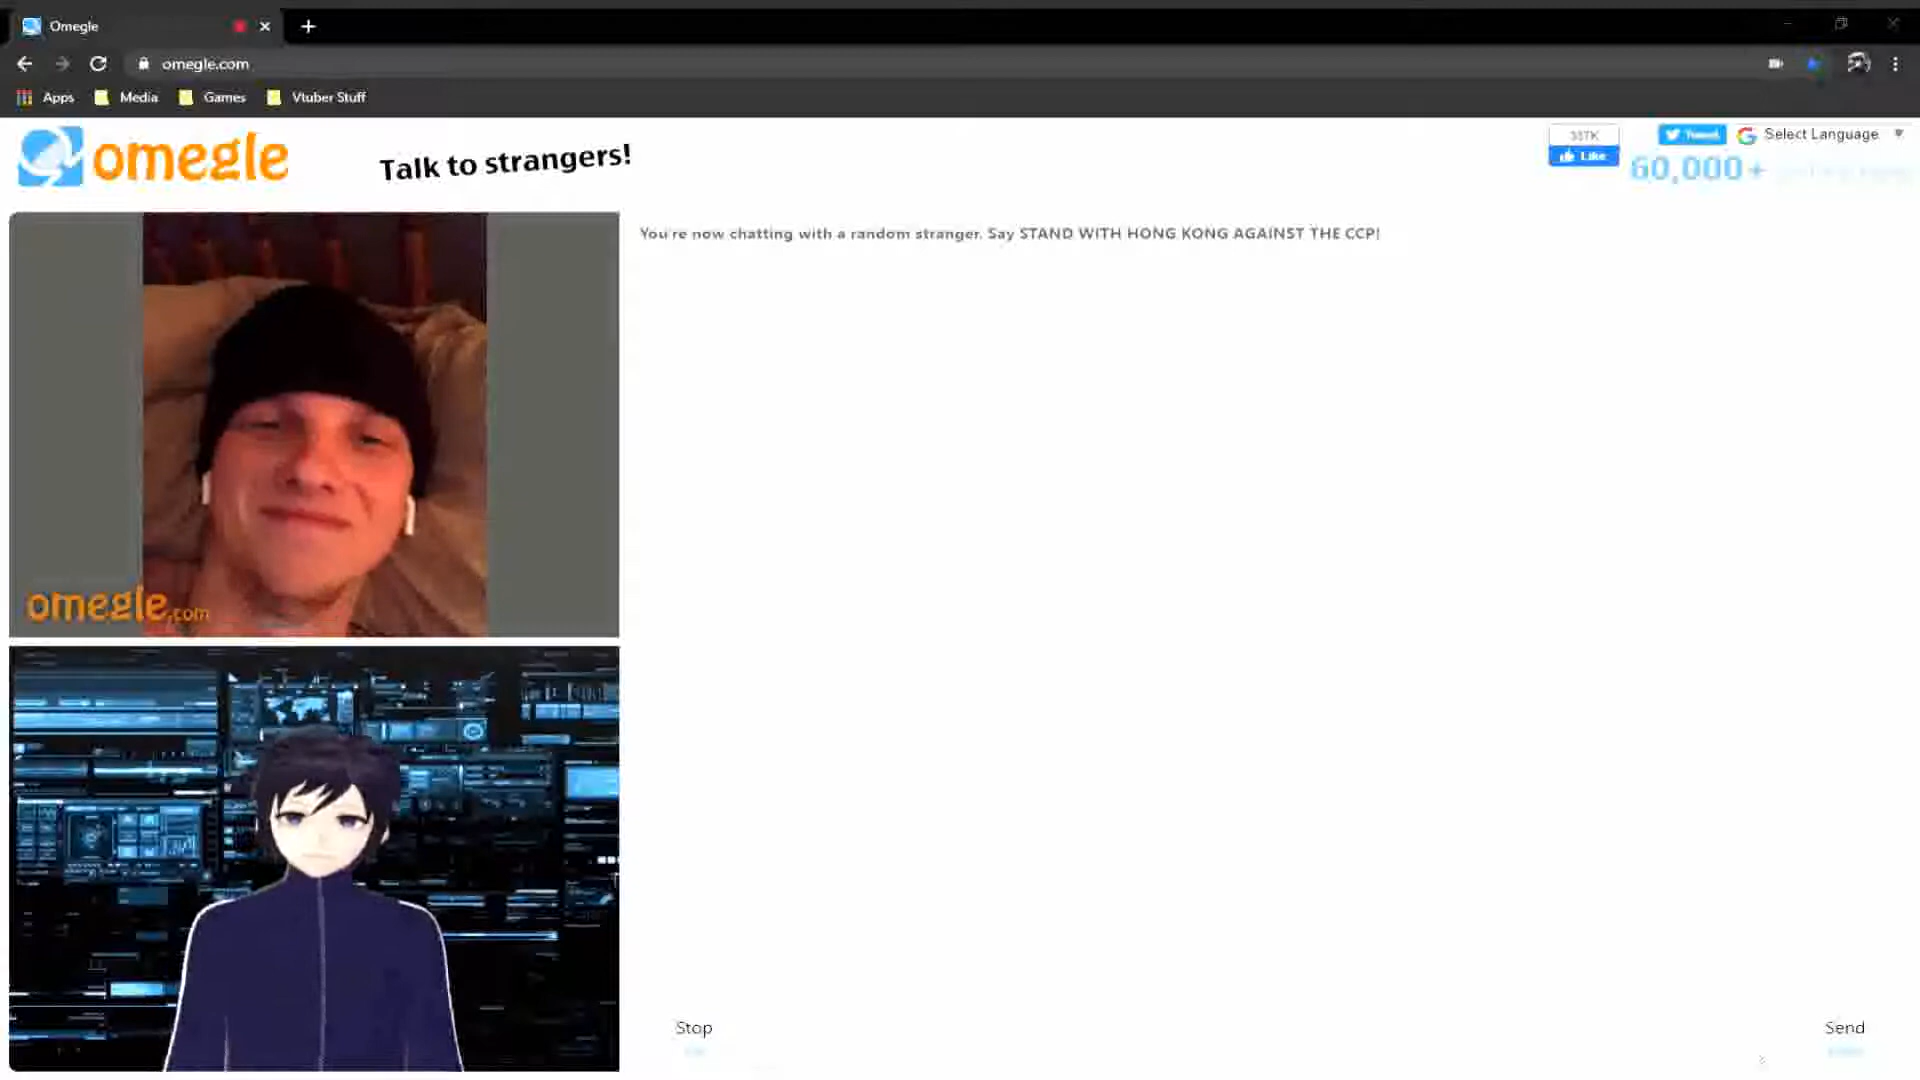 Omegle
omegle.com
Apps
Media
Games
Vtuber Stuff
omegle
Talk to strangers!
Like
Tweet
Select Language
60,000+
You're now chatting with a random stranger. Say STAND WITH HONG KONG AGAINST THE CCP!
omegle.com
Stop
Send